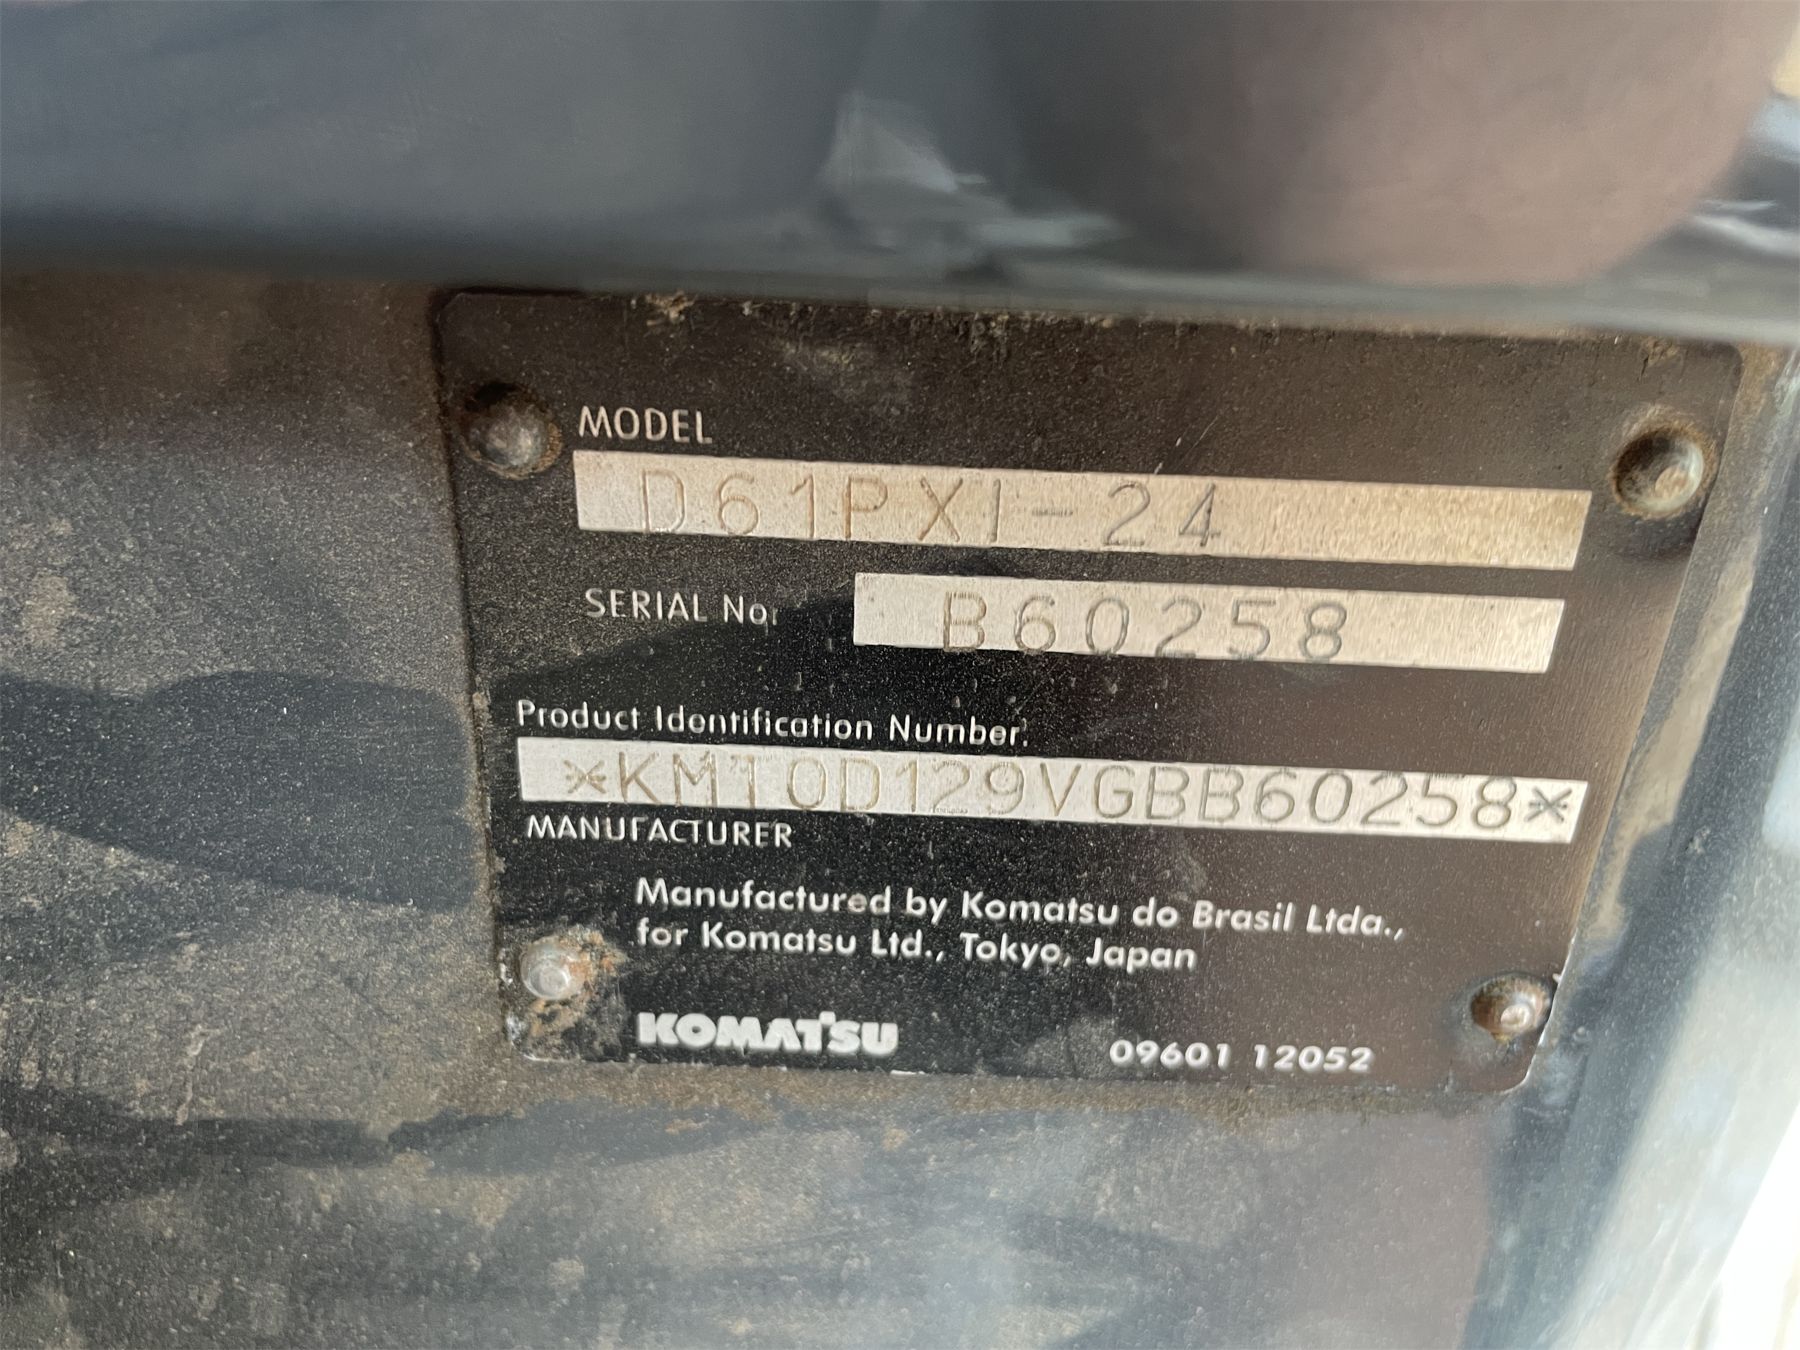 MODEL
D61PXI-24
SERIAL No.
B60258
Product Identification Number.
*KMT0D129VGBB60258*
MANUFACTURER
Manufactured by Komatsu do Brasil Ltda.,
for Komatsu Ltd., Tokyo, Japan
KOMATSU
09601 12052